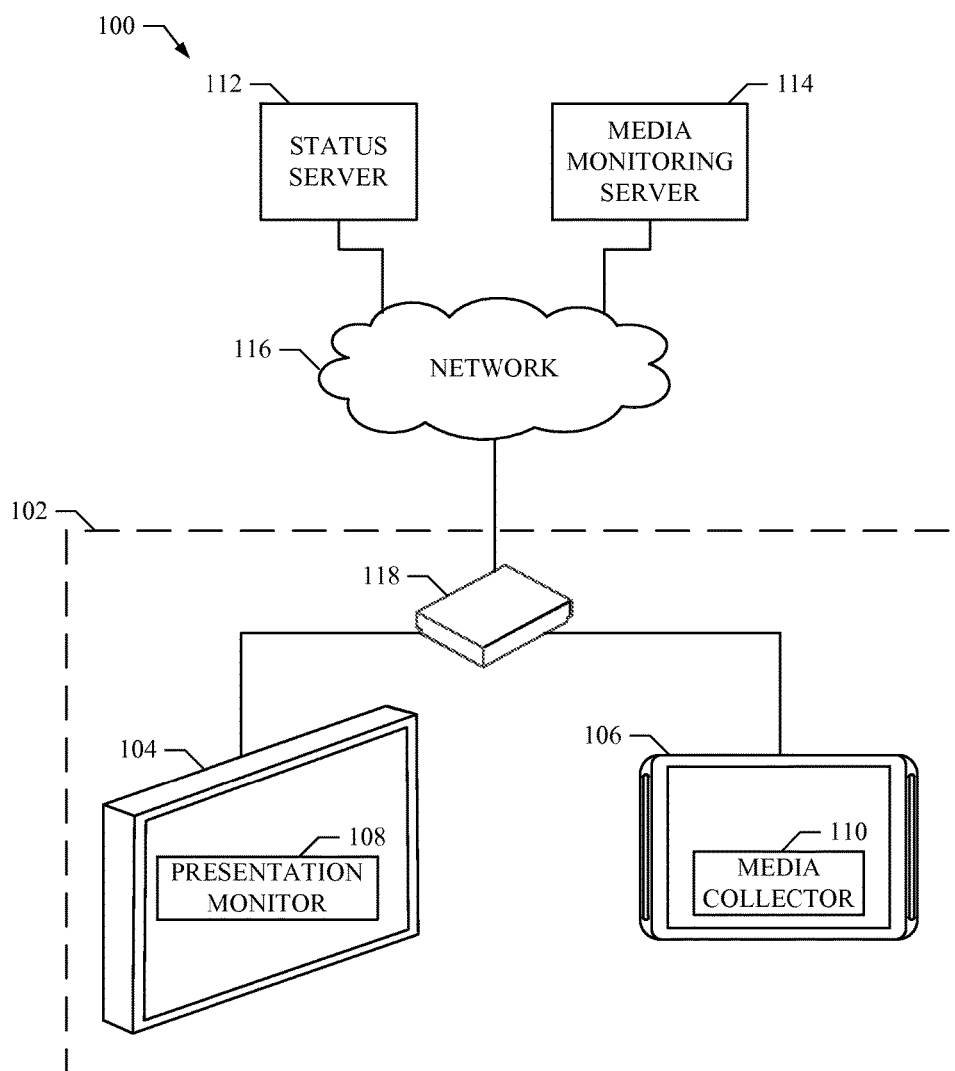 100
112
114
STATUS
SERVER
MEDIA
MONITORING
SERVER
116
NETWORK
102
118
104
106
108
110
PRESENTATION
MONITOR
MEDIA
COLLECTOR